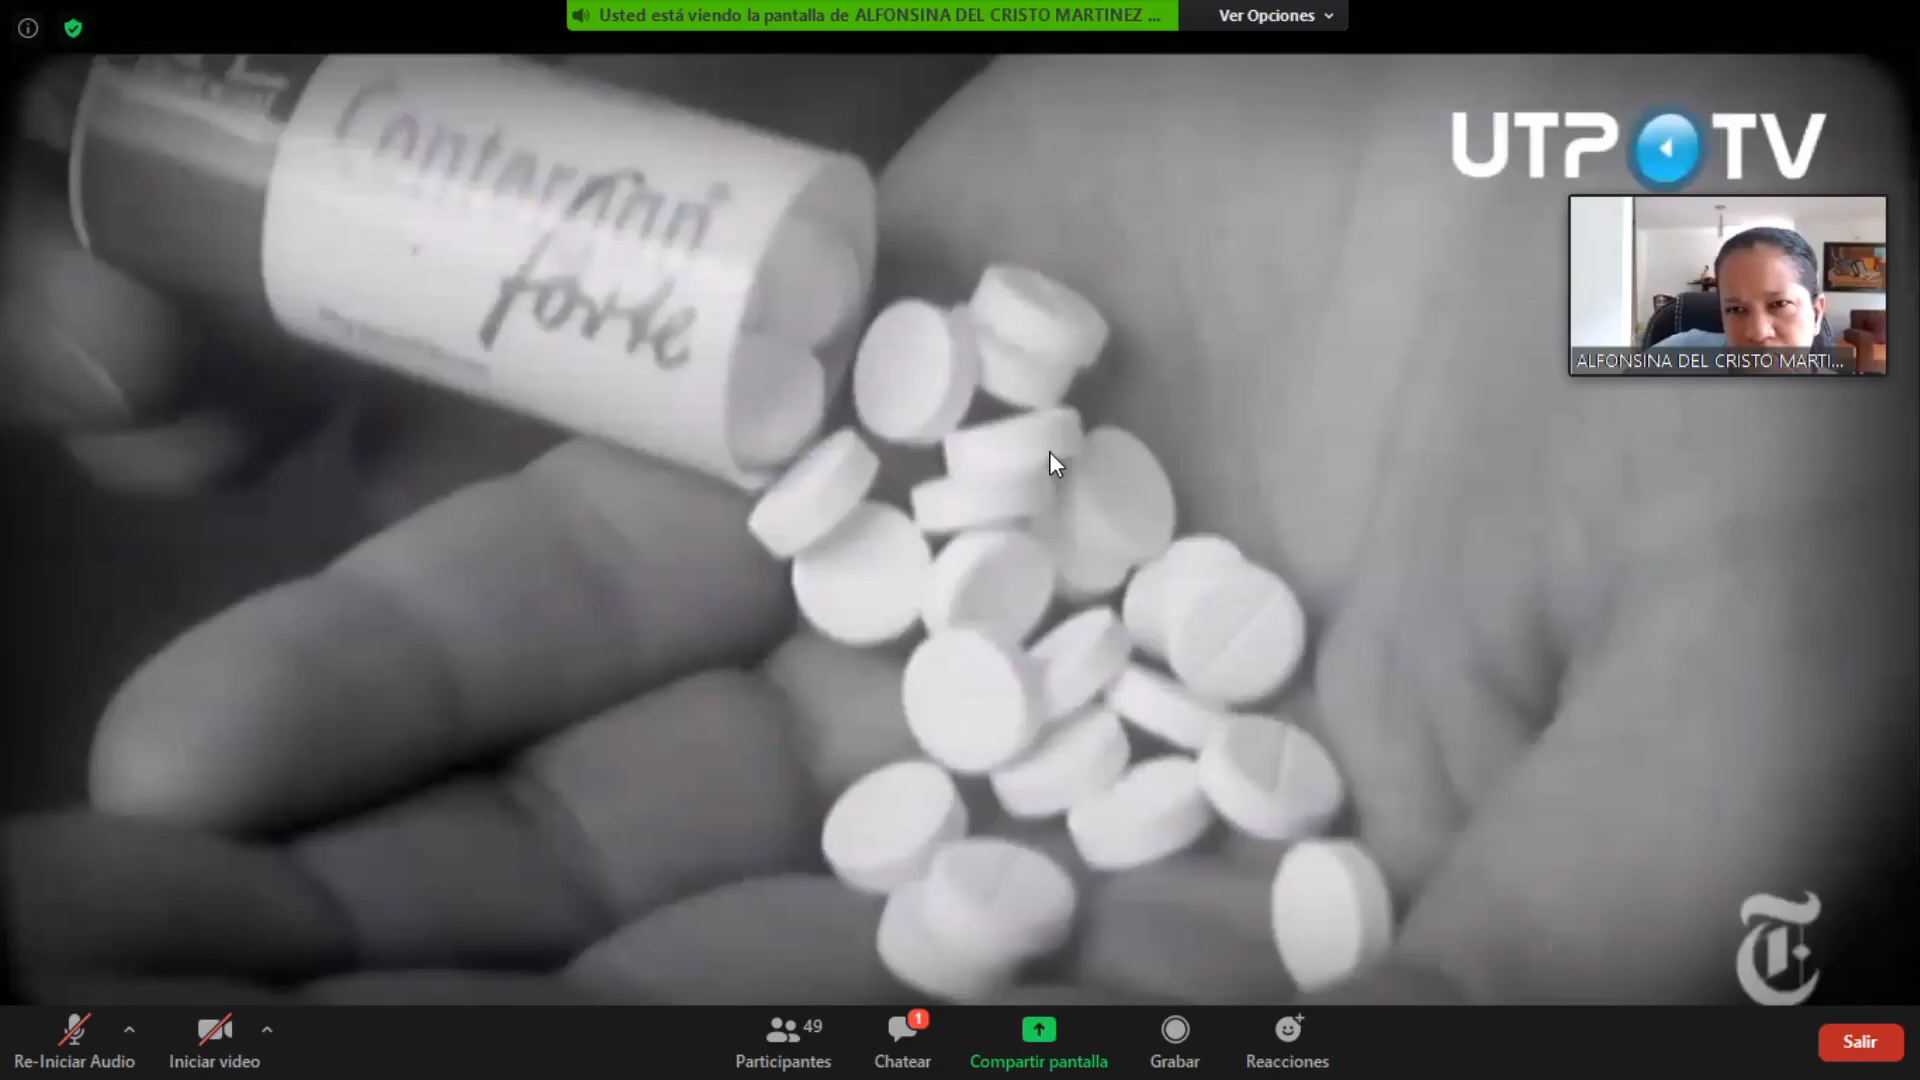 Usted está viendo la pantalla de ALFONSINA DEL CRISTO MARTINEZ ...
Ver Opciones
Contergan
forte
UTP TV
ALFONSINA DEL CRISTO MARTI...
T
Re-Iniciar Audio
Iniciar video
49
Participantes
1
Chatear
Compartir pantalla
Grabar
Reacciones
Salir